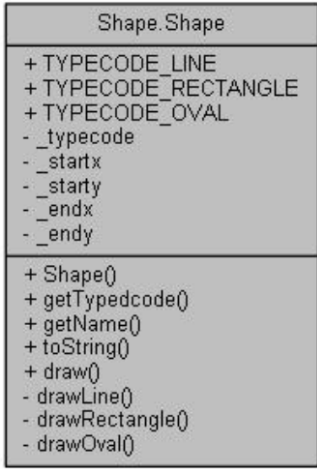 Shape.Shape
+ TYPECODE_LINE
+ TYPECODE_RECTANGLE
+ TYPECODE_OVAL
- _typecode
- _startx
- _starty
- _endx
- _endy
+ Shape()
+ getTypedcode()
+ getName()
+ toString()
+ draw()
- drawLine()
- drawRectangle()
- drawOval()